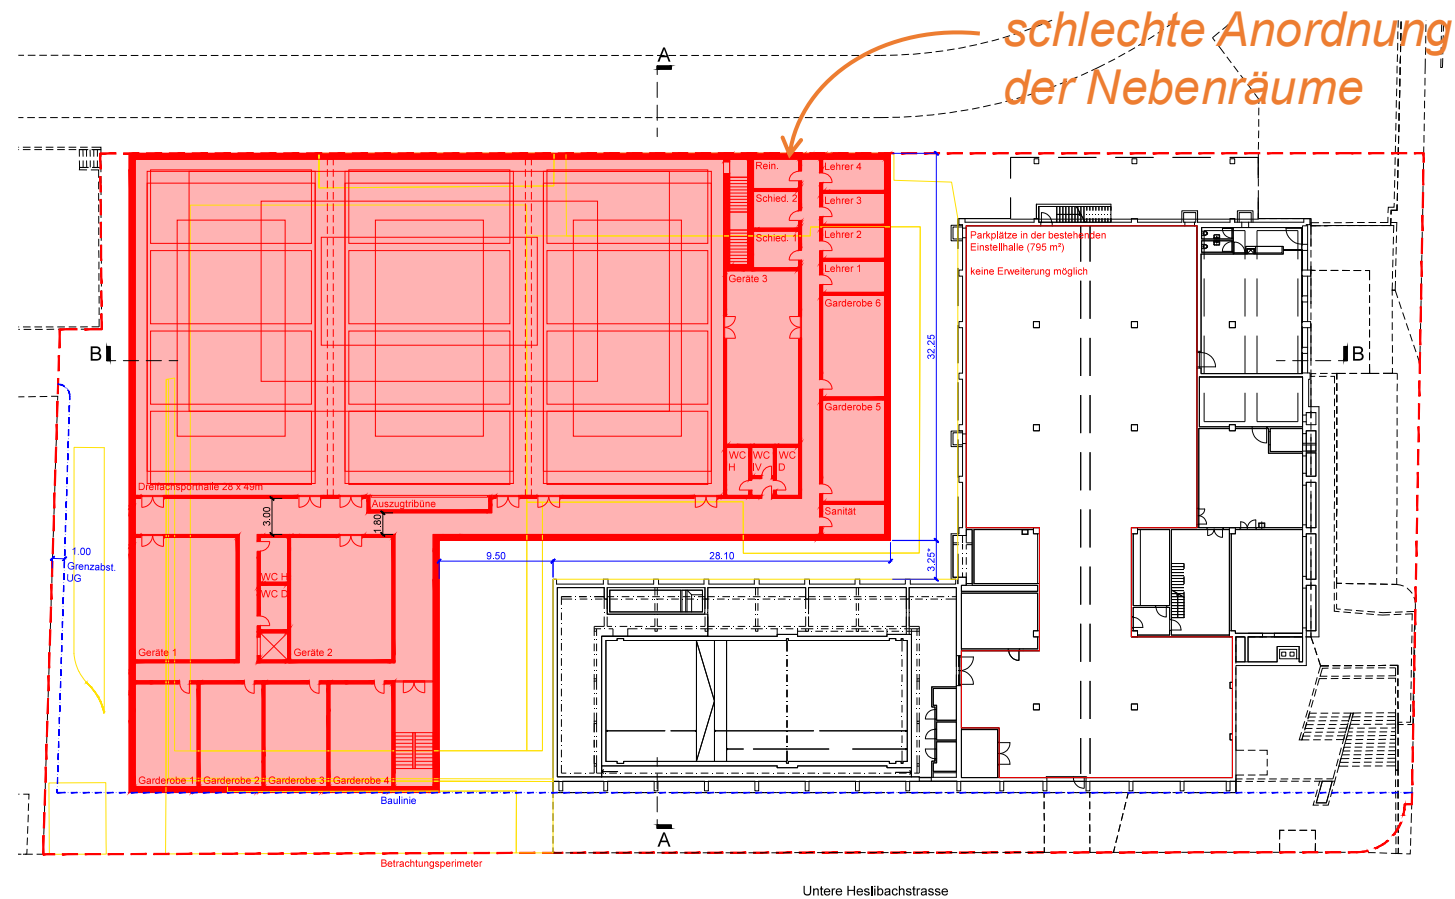 schlechte Anordnung
der Nebenräume
A
Rein.
Lehrer 4
Schied. 2
Lehrer 3
Schied. 1
Lehrer 2
Lehrer 1
Geräte 3
Garderobe 6
Garderobe 5
Parkplätze in der bestehenden
Einstellhalle (795 m²)
keine Erweiterung möglich
B
B
32.25
WC
H
WC
IV
WC
D
Dreifachsporthalle 28 x 49m
Auszugtribüne
Sanität
3.00
1.80
1.00
Grenzabst.
UG
9.50
28.10
3.25*
WC H
WC D
Geräte 1
Geräte 2
Garderobe 1
Garderobe 2
Garderobe 3
Garderobe 4
Baulinie
A
Betrachtungsperimeter
Untere Heslibachstrasse